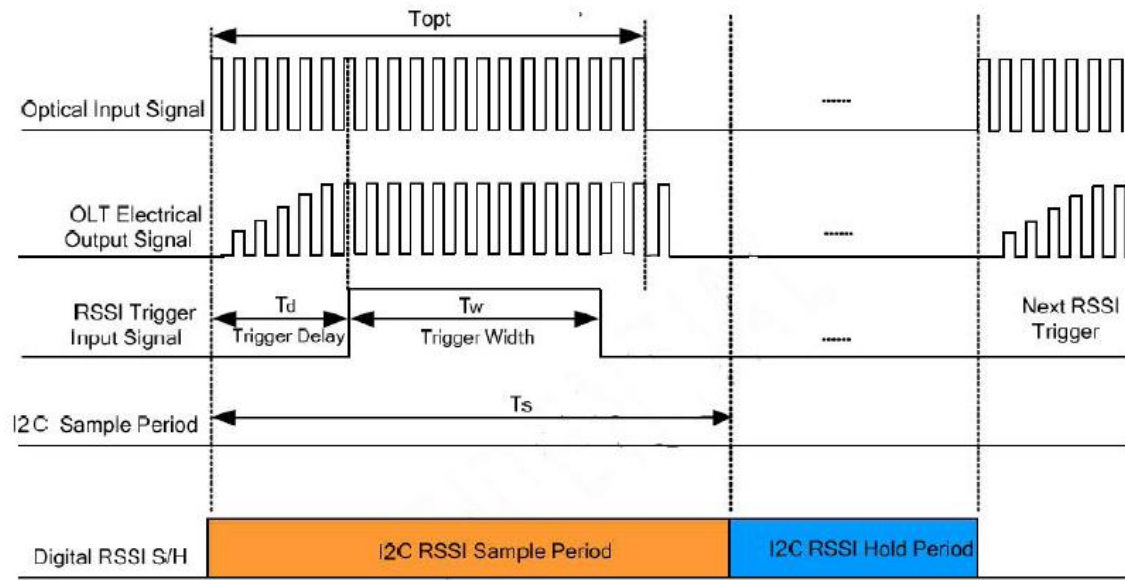 Topt
Optical Input Signal
......
OLT Electrical
Output Signal
......
RSSI Trigger
Input Signal
Td
Trigger Delay
Tw
Trigger Width
......
Next RSSI
Trigger
I2C Sample Period
Ts
Digital RSSI S/H
I2C RSSI Sample Period
I2C RSSI Hold Period